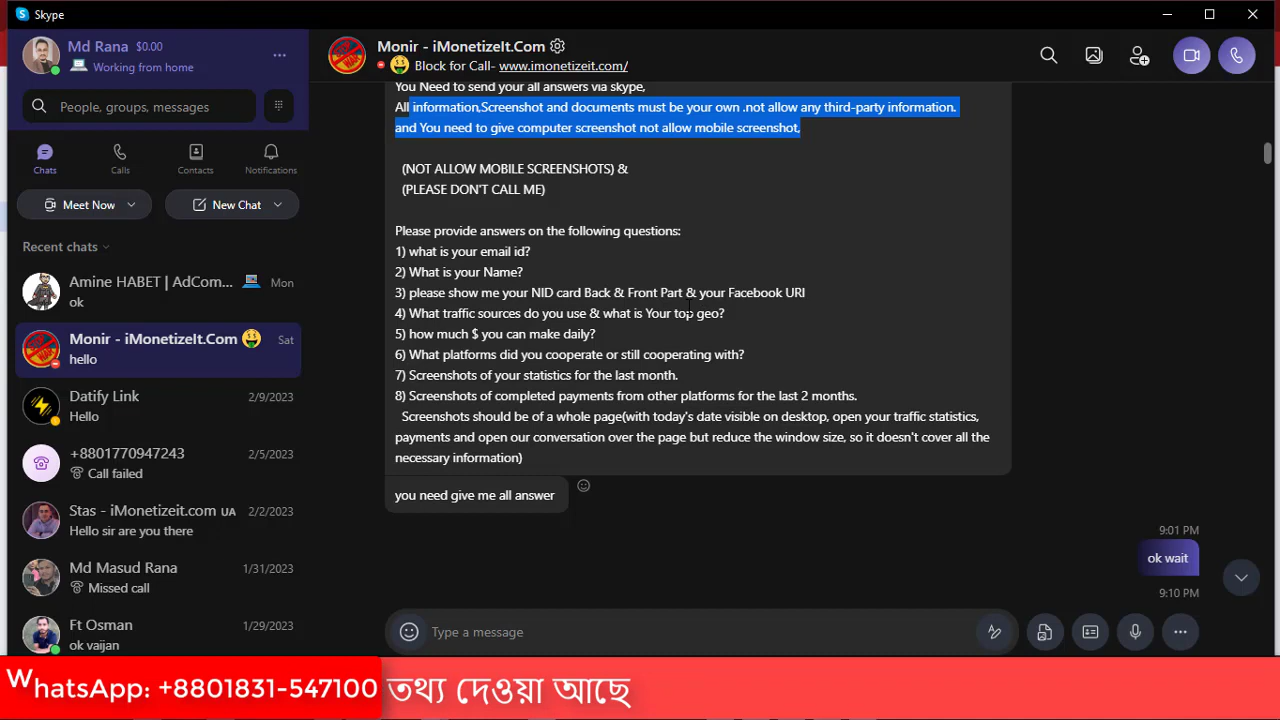 Skype
Md Rana $0.00
Working from home
People, groups, messages
Chats
Calls
Contacts
Notifications
Meet Now
New Chat
Recent chats
Amine HABET | AdCom... Mon
ok
Monir - iMonetizeIt.Com Sat
hello
Datify Link 2/9/2023
Hello
+8801770947243 2/5/2023
Call failed
Stas - iMonetizeit.com UA 2/2/2023
Hello sir are you there
Md Masud Rana 1/31/2023
Missed call
Ft Osman 1/29/2023
ok vaijan
Monir - iMonetizeIt.Com
Block for Call- www.imonetizeit.com/
You Need to send your all answers via skype,
All information,Screenshot and documents must be your own .not allow any third-party information.
and You need to give computer screenshot not allow mobile screenshot,
(NOT ALLOW MOBILE SCREENSHOTS) &
(PLEASE DON'T CALL ME)
Please provide answers on the following questions:
1) what is your email id?
2) What is your Name?
3) please show me your NID card Back & Front Part & your Facebook URl
4) What traffic sources do you use & what is Your top geo?
5) how much $ you can make daily?
6) What platforms did you cooperate or still cooperating with?
7) Screenshots of your statistics for the last month.
8) Screenshots of completed payments from other platforms for the last 2 months.
Screenshots should be of a whole page(with today's date visible on desktop, open your traffic statistics,
payments and open our conversation over the page but reduce the window size, so it doesn't cover all the
necessary information)
you need give me all answer
9:01 PM
ok wait
9:10 PM
Type a message
WhatsApp: +8801831-547100 তথ্য দেওয়া আছে